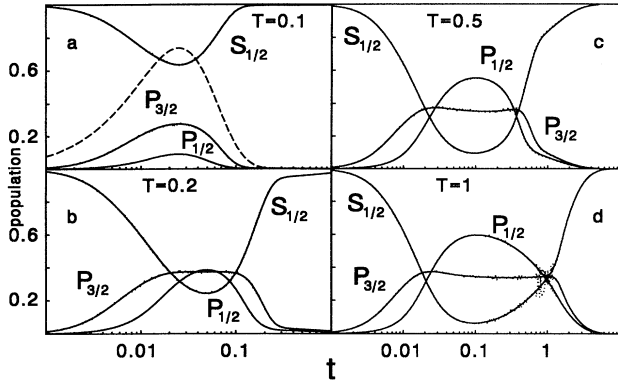 a
T=0.1
T=0.5
c
S1/2
S1/2
P1/2
0.6
P3/2
P1/2
P3/2
0.2
population
b
T=0.2
T=1
d
S1/2
S1/2
P1/2
0.6
P3/2
P1/2
P3/2
0.2
0.01
0.1
0.01
0.1
1
t